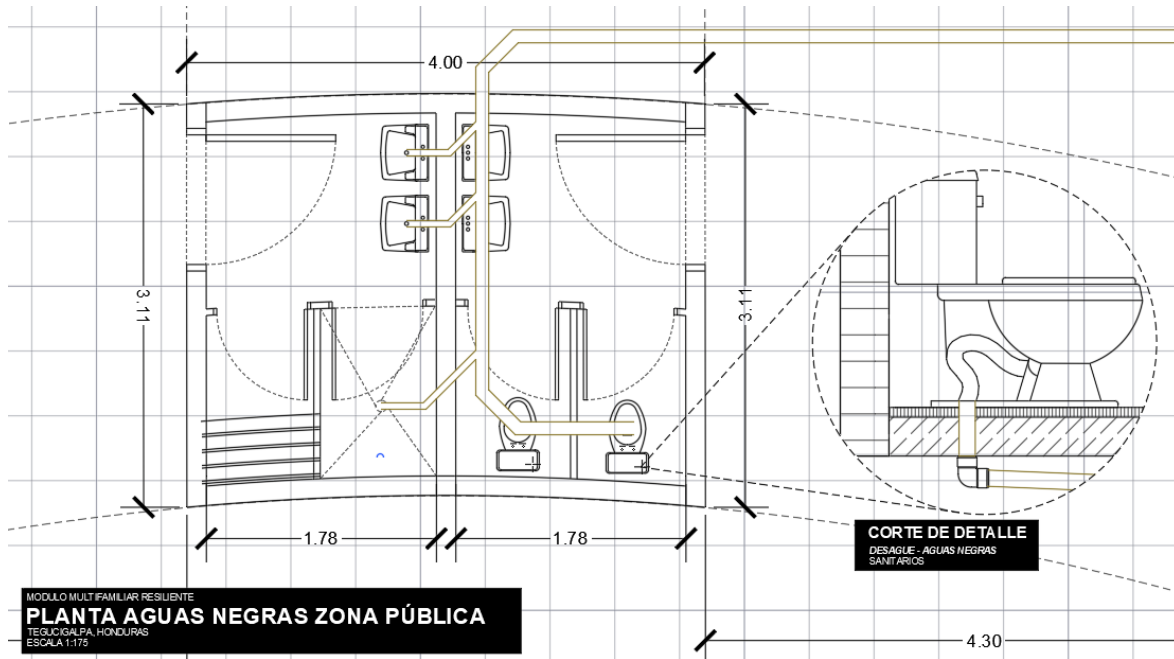 4.00
3.11
3.11
1.78
1.78
CORTE DE DETALLE
DESAGUE - AGUAS NEGRAS
SANITARIOS
MODULO MULTIFAMILIAR RESILIENTE
PLANTA AGUAS NEGRAS ZONA PÚBLICA
TEGUCIGALPA, HONDURAS
ESCALA 1:175
4.30